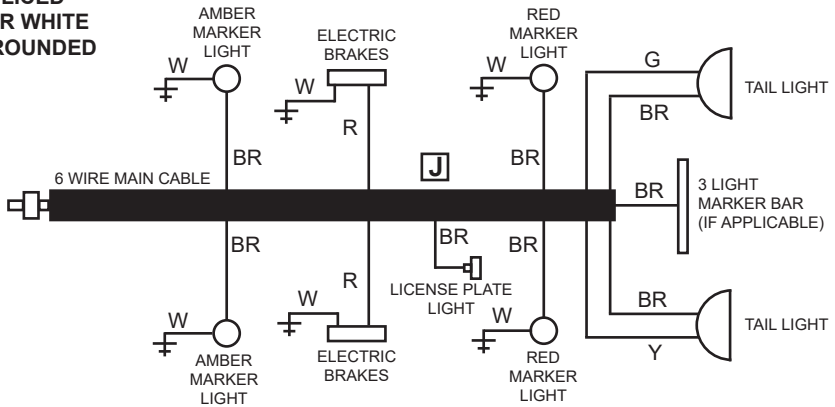 R WHITE
ROUNDED
AMBER
MARKER
LIGHT
ELECTRIC
BRAKES
RED
MARKER
LIGHT
W
W
W
G
TAIL LIGHT
BR
R
BR
BR
J
6 WIRE MAIN CABLE
BR
3 LIGHT
MARKER BAR
(IF APPLICABLE)
BR
BR
BR
R
LICENSE PLATE
LIGHT
BR
W
W
W
TAIL LIGHT
Y
AMBER
MARKER
LIGHT
ELECTRIC
BRAKES
RED
MARKER
LIGHT